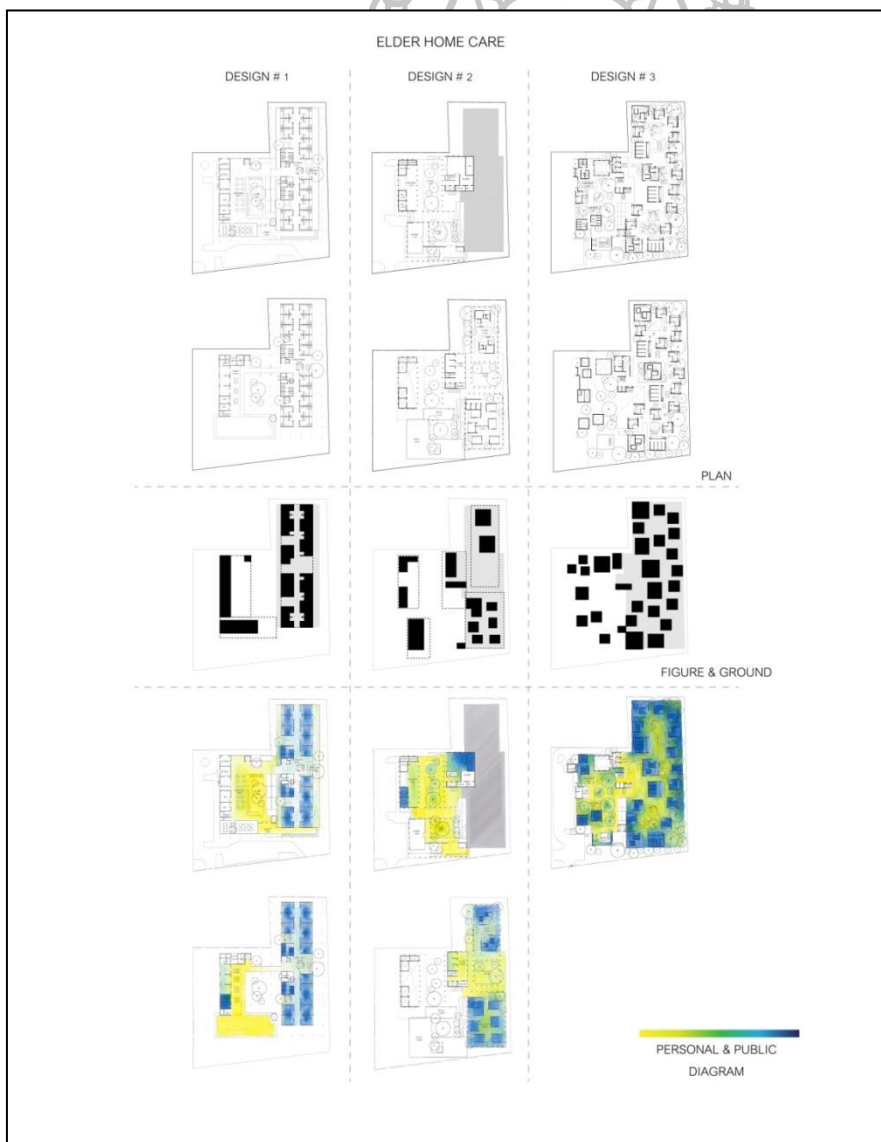 ELDER HOME CARE
DESIGN # 1
DESIGN # 2
DESIGN # 3
PLAN
FIGURE & GROUND
PERSONAL & PUBLIC
DIAGRAM